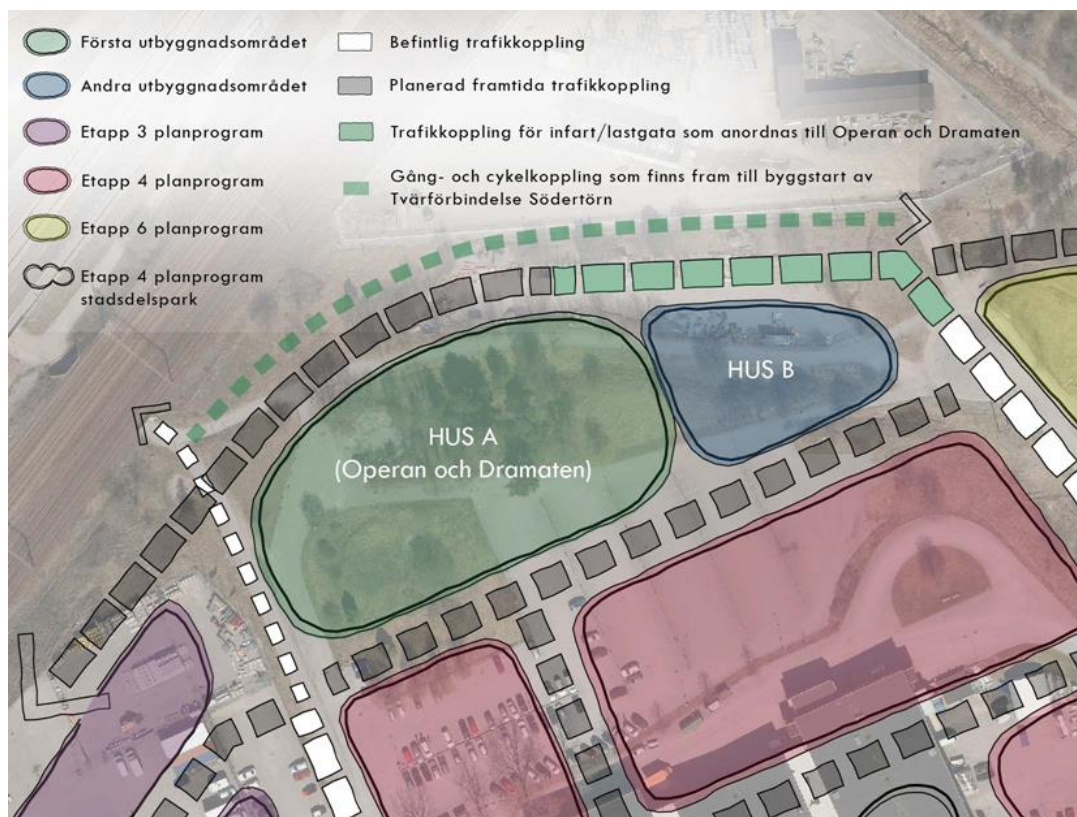 Första utbyggnadsområdet
Andra utbyggnadsområdet
Etapp 3 planprogram
Etapp 4 planprogram
Etapp 6 planprogram
Etapp 4 planprogram
stadsdelspark
Befintlig trafikkoppling
Planerad framtida trafikkoppling
Trafikkoppling för infart/lastgata som anordnas till Operan och Dramaten
Gång- och cykelkoppling som finns fram till byggstart av
Tvärförbindelse Södertörn
HUS A
(Operan och Dramaten)
HUS B